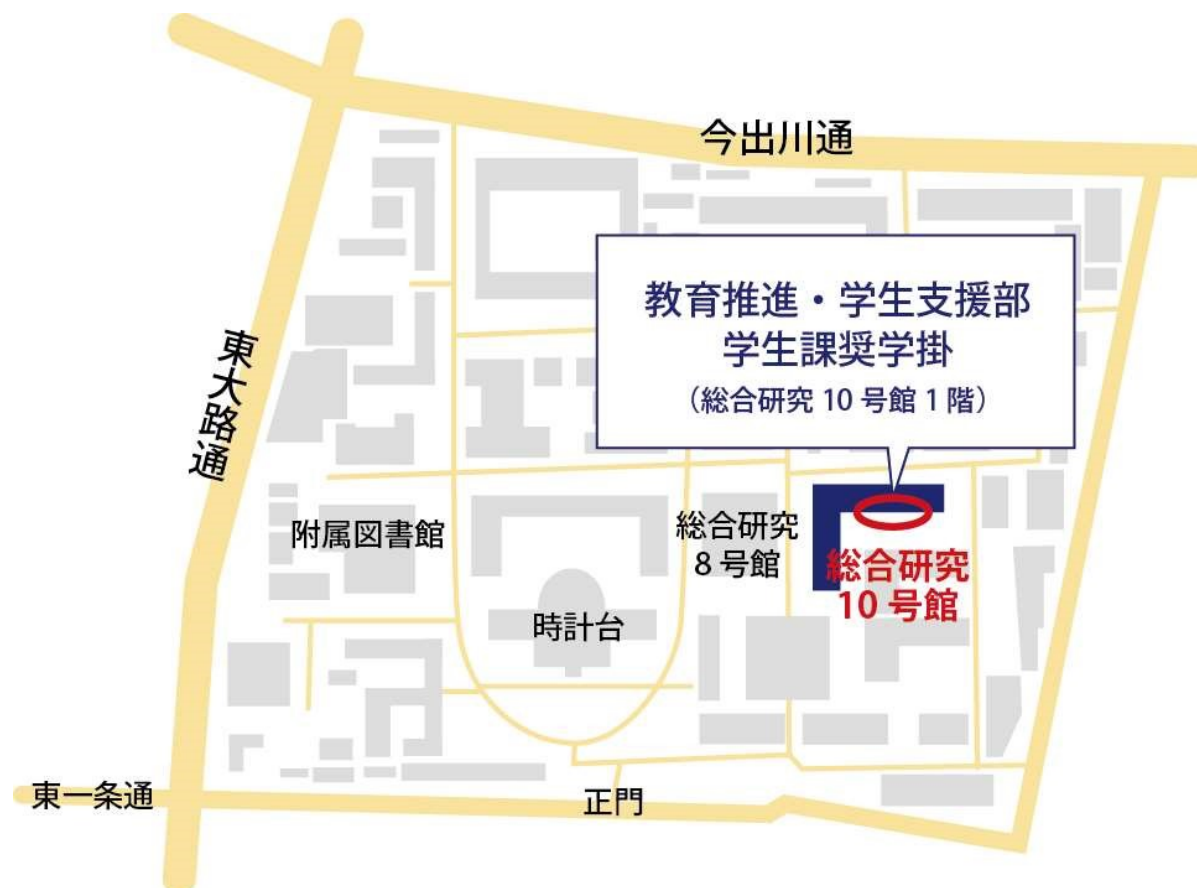 今出川通
教育推進・学生支援部
学生課奨学掛
（総合研究 10 号館 1 階）
東大路通
附属図書館
総合研究
8 号館
総合研究
10 号館
時計台
東一条通
正門